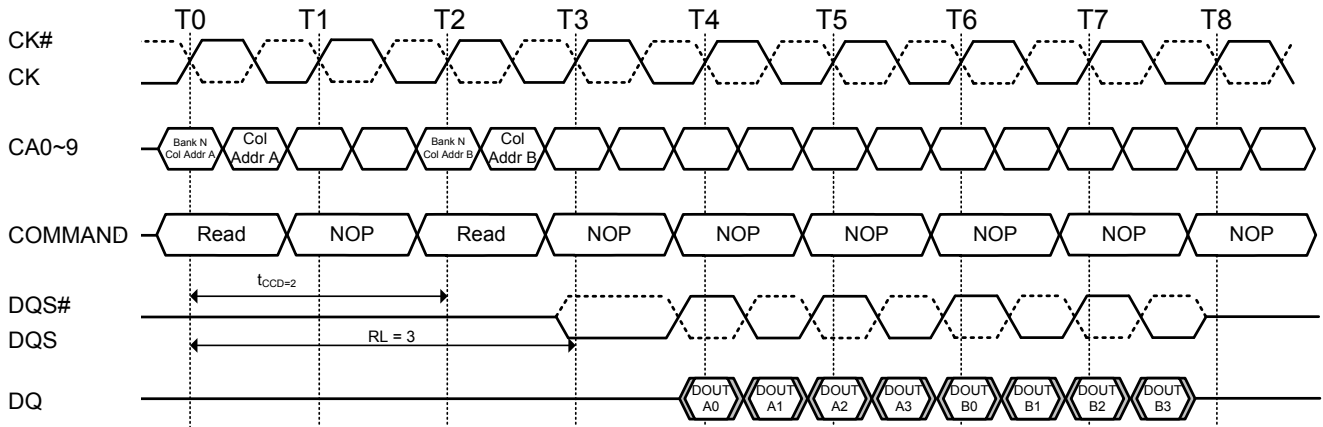 T0 T1 T2 T3 T4 T5 T6 T7 T8
CK#
CK
CA0~9
Bank N Col Addr A
Col Addr A
Bank N Col Addr B
Col Addr B
COMMAND
Read NOP Read NOP NOP NOP NOP NOP NOP
tCCD=2
DQS#
DQS
RL = 3
DQ
DOUT A0
DOUT A1
DOUT A2
DOUT A3
DOUT B0
DOUT B1
DOUT B2
DOUT B3